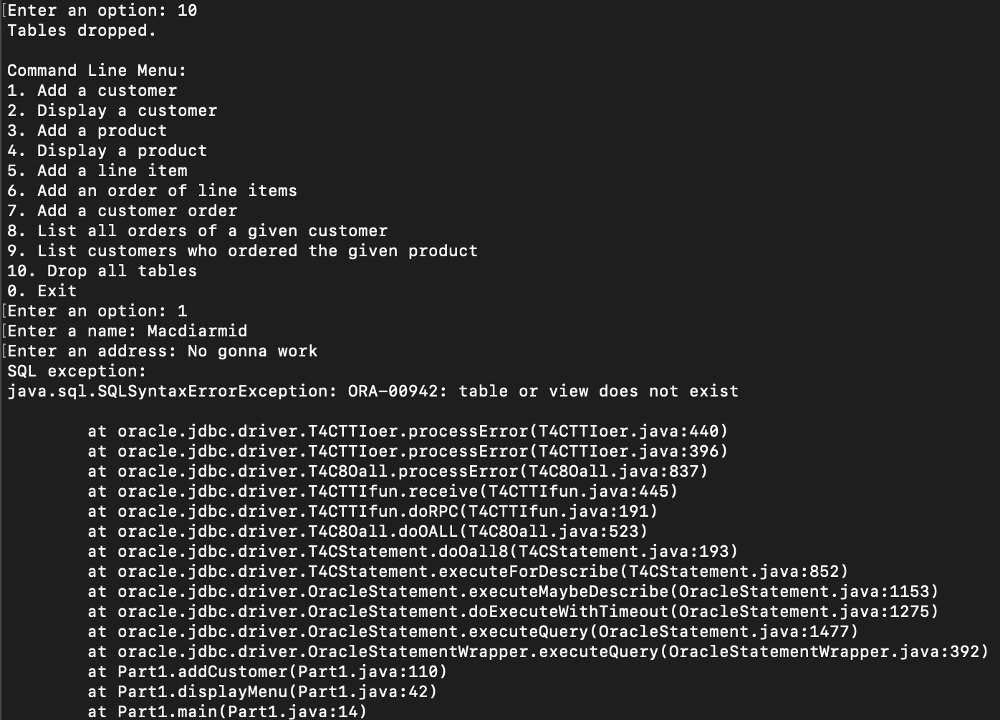 [Enter an option: 10
Tables dropped.
Command Line Menu:
1. Add a customer
2. Display a customer
3. Add a product
4. Display a product
5. Add a line item
6. Add an order of line items
7. Add a customer order
8. List all orders of a given customer
9. List customers who ordered the given product
10. Drop all tables
0. Exit
[Enter an option: 1
[Enter a name: Macdiarmid
[Enter an address: No gonna work
SQL exception:
java.sql.SQLSyntaxErrorException: ORA-00942: table or view does not exist
at oracle.jdbc.driver.T4CTTIoer.processError(T4CTTIoer.java:440)
at oracle.jdbc.driver.T4CTTIoer.processError(T4CTTIoer.java:396)
at oracle.jdbc.driver.T4C8Oall.processError(T4C8Oall.java:837)
at oracle.jdbc.driver.T4CTTIfun.receive(T4CTTIfun.java:445)
at oracle.jdbc.driver.T4CTTIfun.doRPC(T4CTTIfun.java:191)
at oracle.jdbc.driver.T4C8Oall.doOALL(T4C8Oall.java:523)
at oracle.jdbc.driver.T4CStatement.doOall8(T4CStatement.java:193)
at oracle.jdbc.driver.T4CStatement.executeForDescribe(T4CStatement.java:852)
at oracle.jdbc.driver.OracleStatement.executeMaybeDescribe(OracleStatement.java:1153)
at oracle.jdbc.driver.OracleStatement.doExecuteWithTimeout(OracleStatement.java:1275)
at oracle.jdbc.driver.OracleStatement.executeQuery(OracleStatement.java:1477)
at oracle.jdbc.driver.OracleStatementWrapper.executeQuery(OracleStatementWrapper.java:392)
at Part1.addCustomer(Part1.java:110)
at Part1.displayMenu(Part1.java:42)
at Part1.main(Part1.java:14)